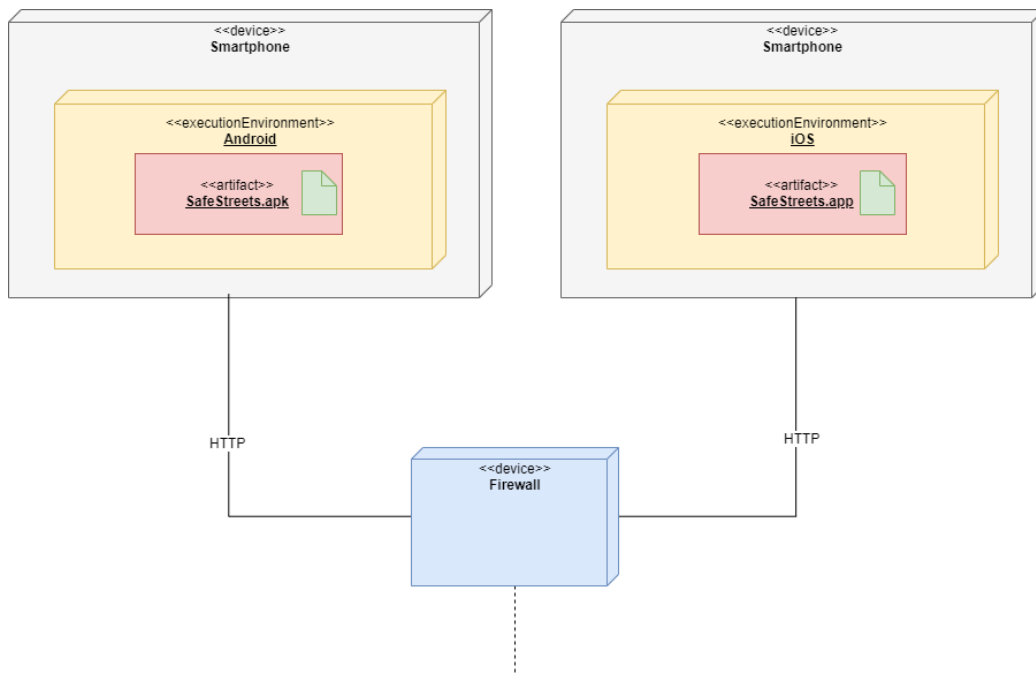 <<device>>
Smartphone
<<executionEnvironment>>
Android
<<artifact>>
SafeStreets.apk
<<device>>
Smartphone
<<executionEnvironment>>
iOS
<<artifact>>
SafeStreets.app
HTTP
HTTP
<<device>>
Firewall